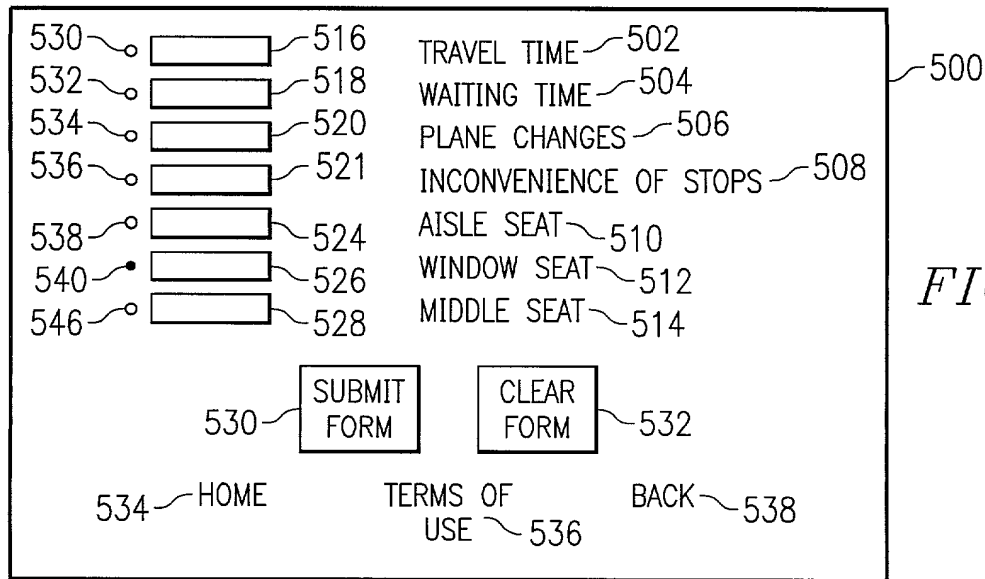 530 516 TRAVEL TIME 502
500
532 518 WAITING TIME 504
534 520 PLANE CHANGES 506
536 521 INCONVENIENCE OF STOPS 508
538 524 AISLE SEAT 510
540 526 WINDOW SEAT 512
546 528 MIDDLE SEAT 514
SUBMIT CLEAR
530 FORM FORM 532
534 HOME TERMS OF BACK 538
USE 536